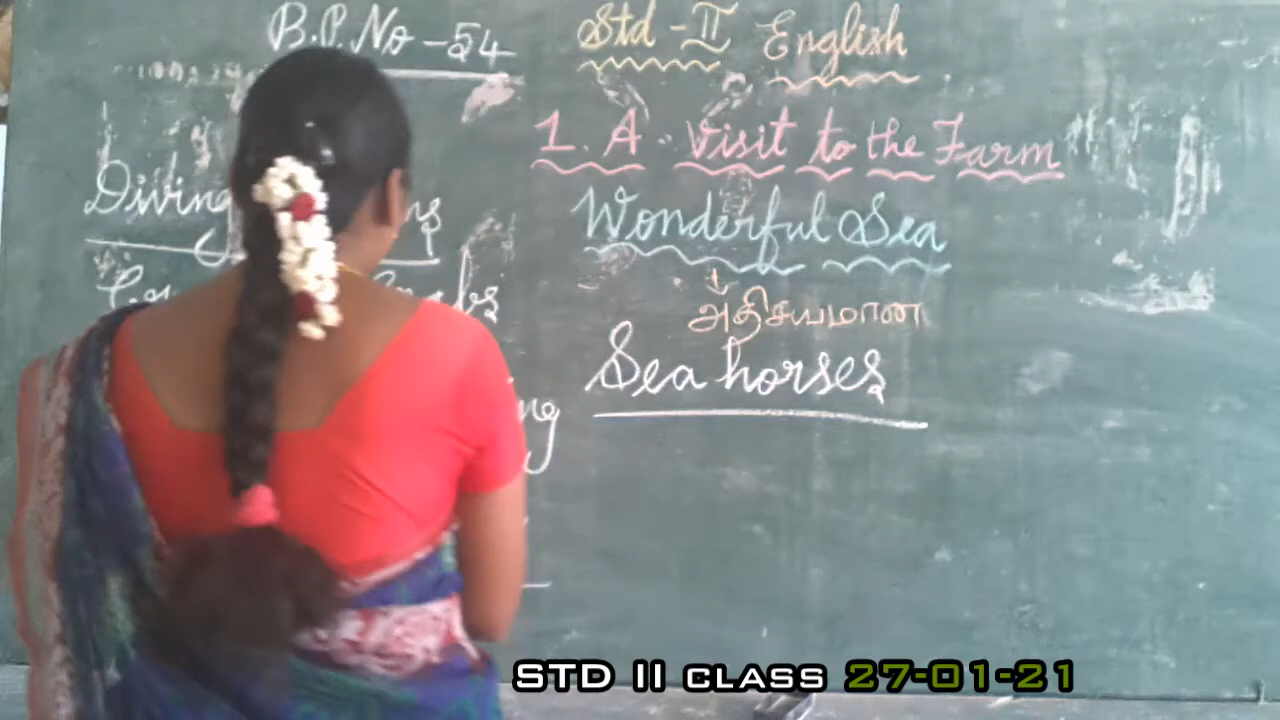 B.P.No - 54
Std - II English
1. A Visit to the Farm
Diving
Wonderful Sea
அதிசயமான
Sea horses
STD II CLASS 27-01-21